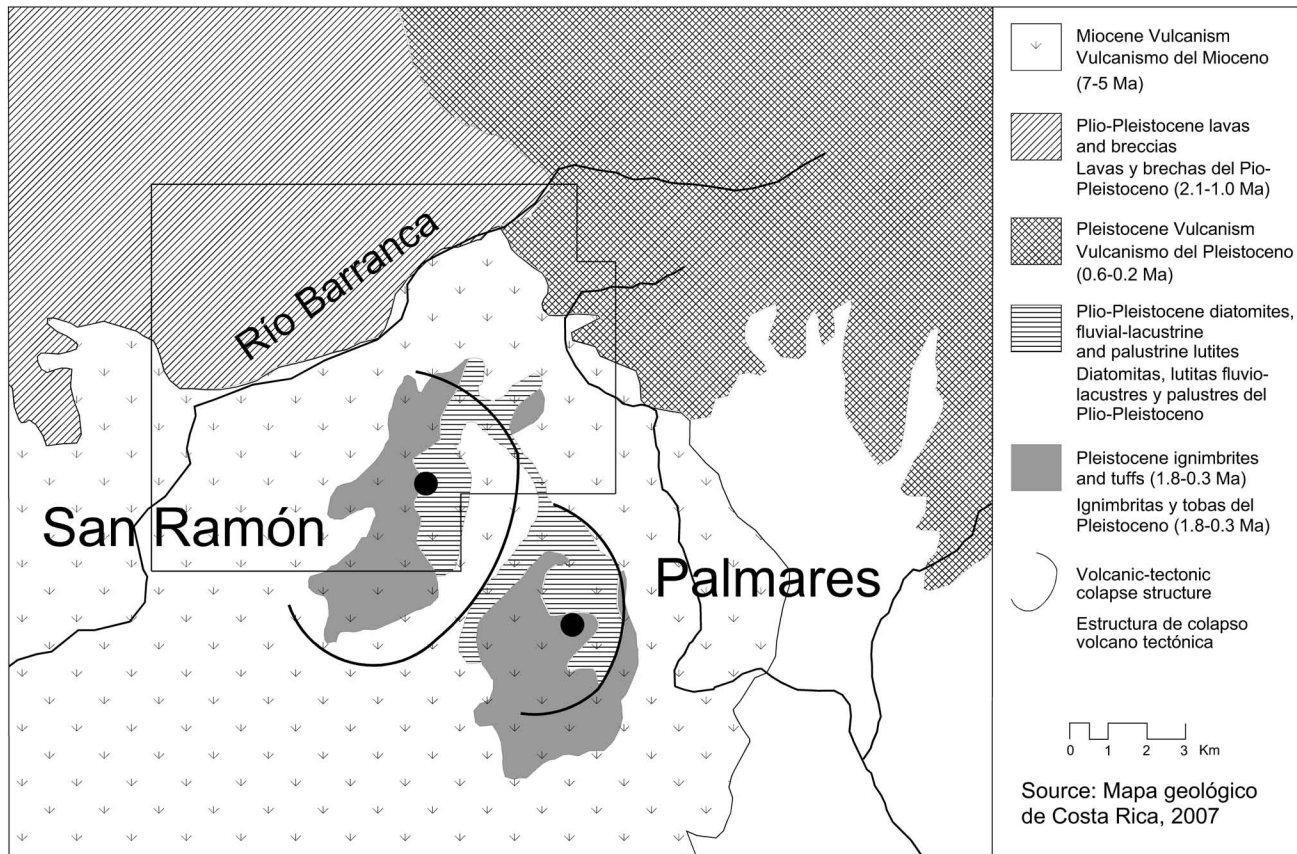 Río Barranca
San Ramón
Palmares
Miocene Vulcanism
Vulcanismo del Mioceno
(7-5 Ma)
Plio-Pleistocene lavas
and breccias
Lavas y brechas del Pio-
Pleistoceno (2.1-1.0 Ma)
Pleistocene Vulcanism
Vulcanismo del Pleistoceno
(0.6-0.2 Ma)
Plio-Pleistocene diatomites,
fluvial-lacustrine
and palustrine lutites
Diatomitas, lutitas fluvio-
lacustres y palustres del
Plio-Pleistoceno
Pleistocene ignimbrites
and tuffs (1.8-0.3 Ma)
Ignimbritas y tobas del
Pleistoceno (1.8-0.3 Ma)
Volcanic-tectonic
colapse structure
Estructura de colapso
volcano tectónica
0 1 2 3 Km
Source: Mapa geológico
de Costa Rica, 2007